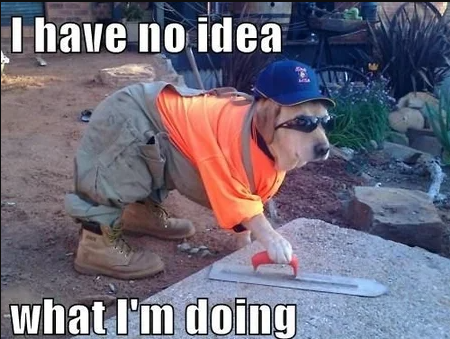 I have no idea
what I'm doing